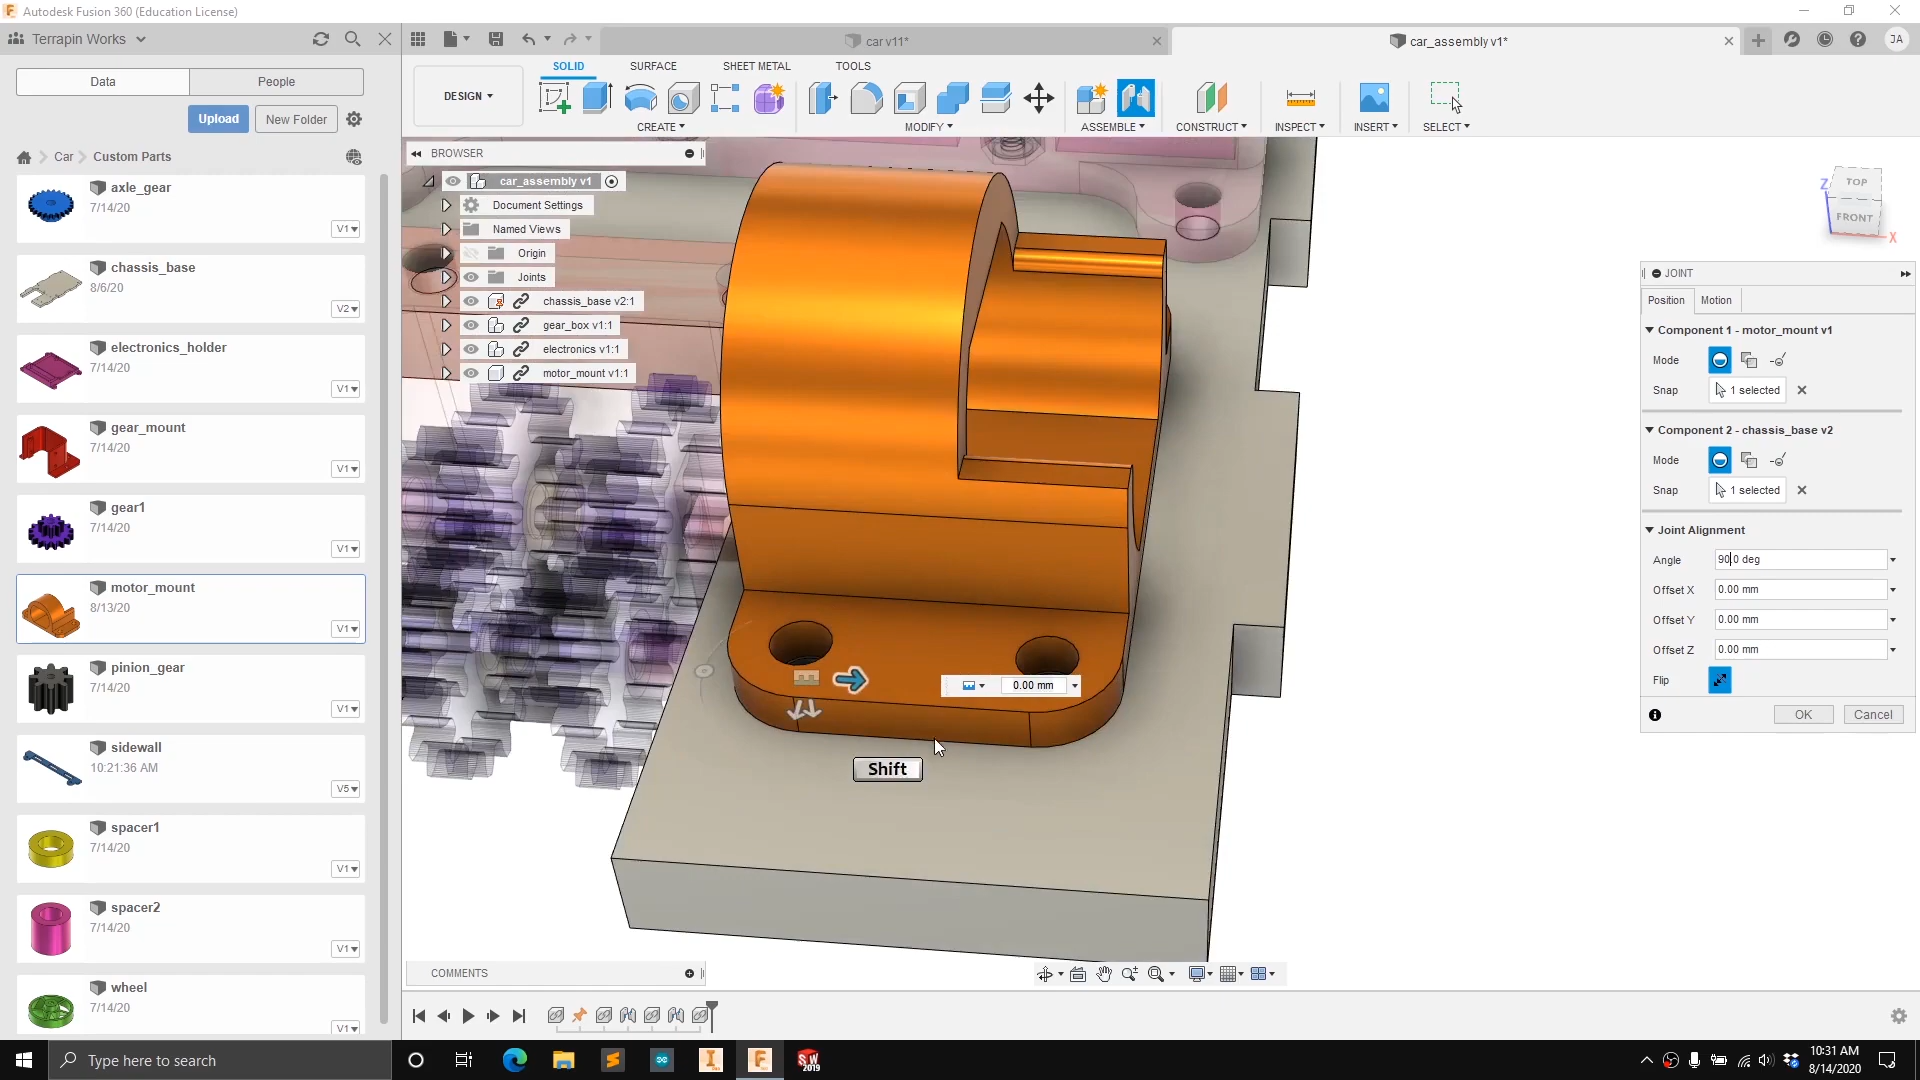 Autodesk Fusion 360 (Education License)
Terrapin Works
car v11*
car_assembly v1*
JA
Data
People
Upload
New Folder
Car
Custom Parts
axle_gear
7/14/20
V1
chassis_base
8/6/20
V2
electronics_holder
7/14/20
V1
gear_mount
7/14/20
V1
gear1
7/14/20
V1
motor_mount
8/13/20
V1
pinion_gear
7/14/20
V1
sidewall
10:21:36 AM
V5
spacer1
7/14/20
V1
spacer2
7/14/20
V1
wheel
7/14/20
V1
DESIGN
SOLID
SURFACE
SHEET METAL
TOOLS
CREATE
MODIFY
ASSEMBLE
CONSTRUCT
INSPECT
INSERT
SELECT
BROWSER
car_assembly v1
Document Settings
Named Views
Origin
Joints
chassis_base v2:1
gear_box v1:1
electronics v1:1
motor_mount v1:1
0.00 mm
Shift
TOP
FRONT
Z
X
JOINT
Position
Motion
Component 1 - motor_mount v1
Mode
Snap
1 selected
Component 2 - chassis_base v2
Mode
Snap
1 selected
Joint Alignment
Angle
90.0 deg
Offset X
0.00 mm
Offset Y
0.00 mm
Offset Z
0.00 mm
Flip
OK
Cancel
COMMENTS
Type here to search
SW
2019
10:31 AM
8/14/2020